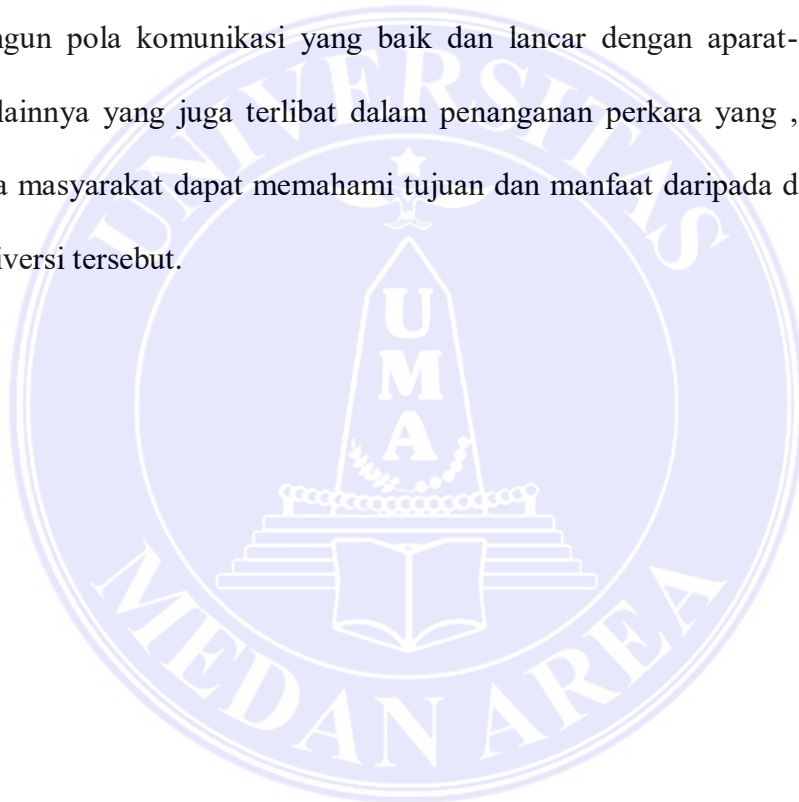 ngun pola komunikasi yang baik dan lancar dengan aparat-
lainnya yang juga terlibat dalam penanganan perkara yang ,
a masyarakat dapat memahami tujuan dan manfaat daripada d
iversi tersebut.
UNIVERSITAS
UMA
MEDAN AREA